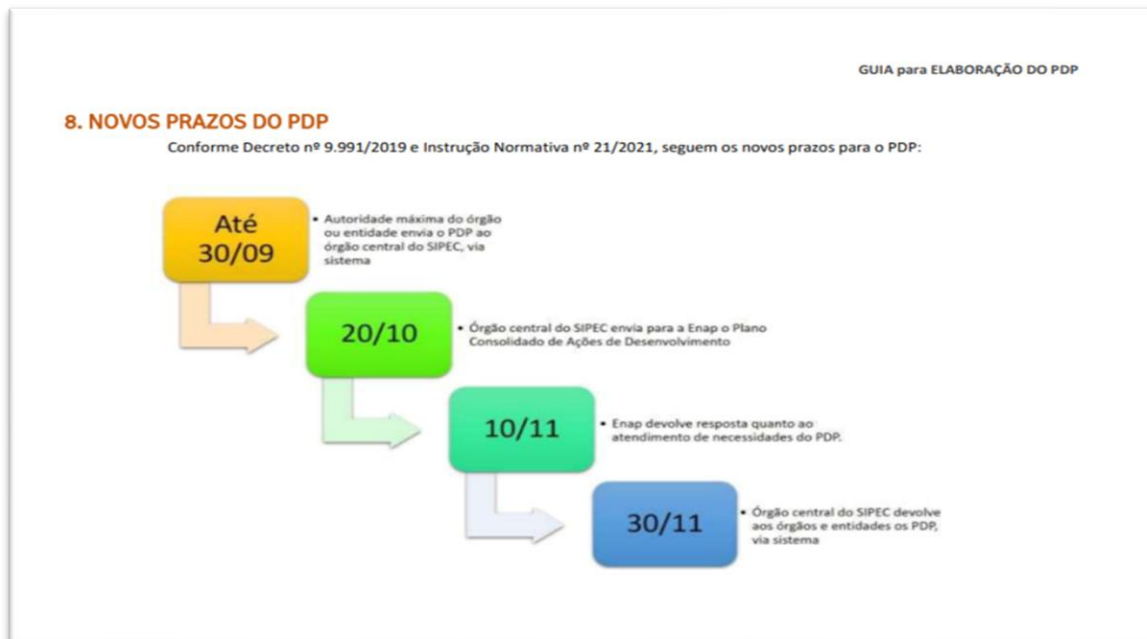 GUIA para ELABORAÇÃO DO PDP
8. NOVOS PRAZOS DO PDP
Conforme Decreto nº 9.991/2019 e Instrução Normativa nº 21/2021, seguem os novos prazos para o PDP:
Até
30/09
• Autoridade máxima do órgão
ou entidade envia o PDP ao
órgão central do SIPEC, via
sistema
20/10
• Órgão central do SIPEC envia para a Enap o Plano
Consolidado de Ações de Desenvolvimento
10/11
• Enap devolve resposta quanto ao
atendimento de necessidades do PDP.
30/11
• Órgão central do SIPEC devolve
aos órgãos e entidades os PDP,
via sistema